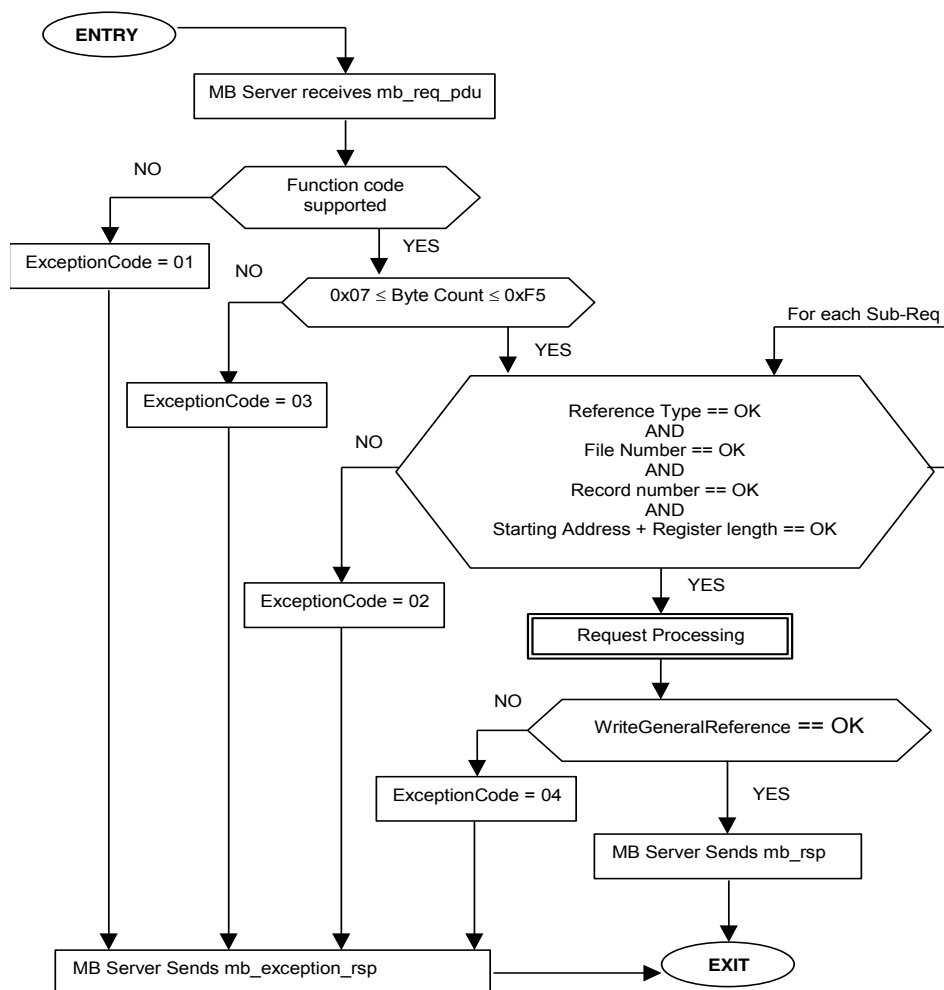 ENTRY
MB Server receives mb_req_pdu
NO
Function code
supported
YES
ExceptionCode = 01
NO
0x07 ≤ Byte Count ≤ 0xF5
For each Sub-Req
YES
ExceptionCode = 03
Reference Type == OK
AND
NO
File Number == OK
AND
Record number == OK
AND
Starting Address + Register length == OK
YES
ExceptionCode = 02
Request Processing
NO
WriteGeneralReference == OK
ExceptionCode = 04
YES
MB Server Sends mb_rsp
MB Server Sends mb_exception_rsp
EXIT